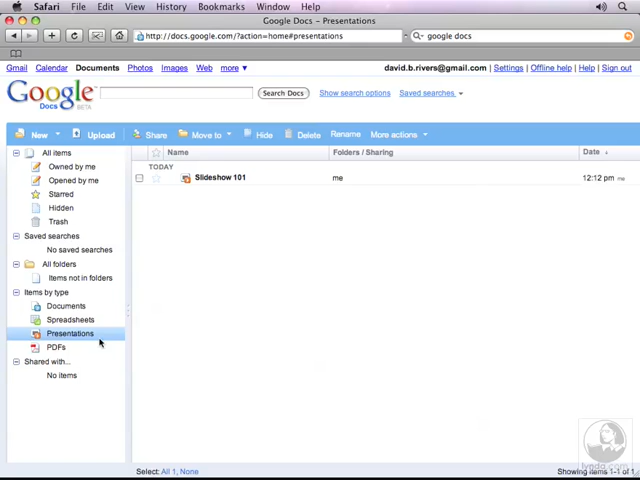 Safari File Edit View History Bookmarks Window Help
Google Docs - Presentations
http://docs.google.com/?action=home#presentations
google docs
Gmail Calendar Documents Photos Images Web more ▼
david.b.rivers@gmail.com | Settings | Offline help | Help | Sign out
Google
Docs BETA
Search Docs
Show search options
Saved searches
New
Upload
Share
Move to
Hide
Delete
Rename
More actions
All items
Owned by me
Opened by me
Starred
Hidden
Trash
Saved searches
No saved searches
All folders
Items not in folders
Items by type
Documents
Spreadsheets
Presentations
PDFs
Shared with...
No items
Name Folders / Sharing Date
TODAY
Slideshow 101 me 12:12 pm me
Select: All 1, None
Showing items 1-1 of 1
lynda.com